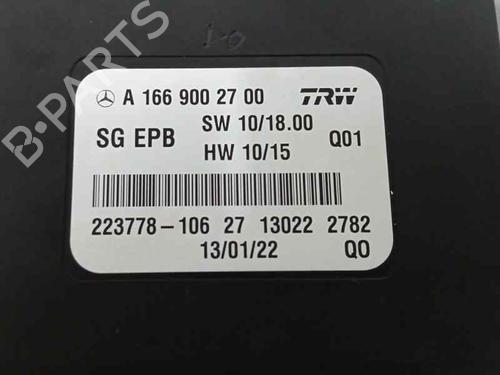 A 166 900 27 00 TRW
SG EPB SW 10/18.00 Q01
HW 10/15
223778-106 27 13022 2782
13/01/22 QO
B-PARTS